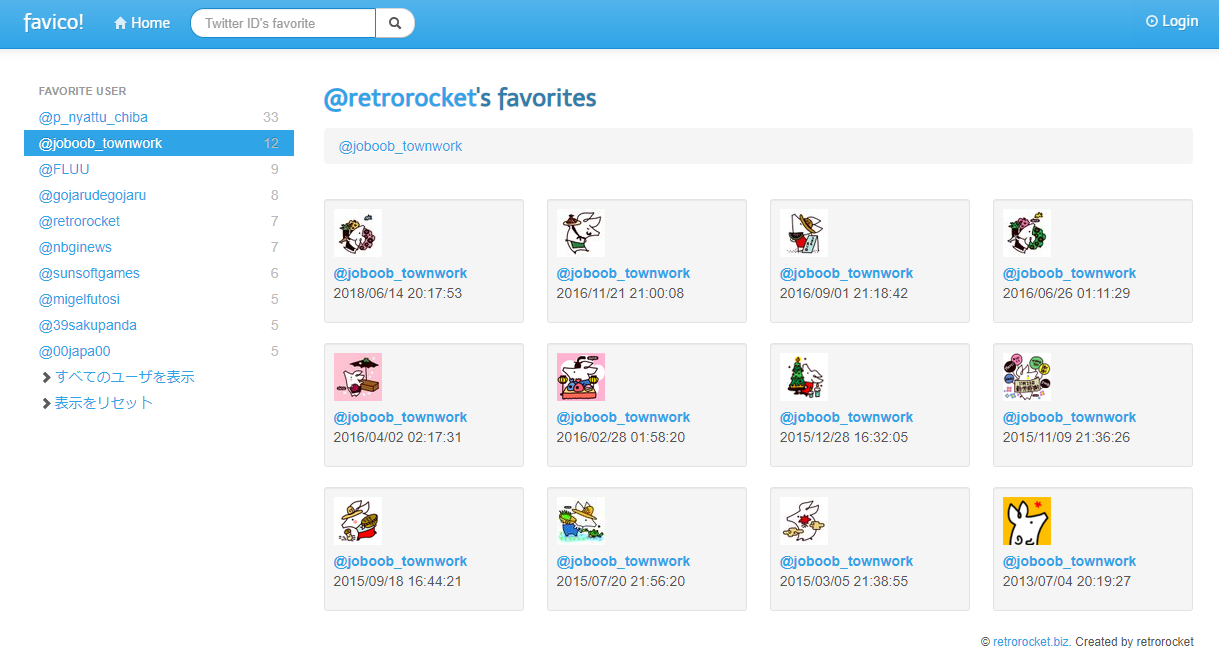 favico!
Home
Twitter ID's favorite
Login
FAVORITE USER
@p_nyattu_chiba 33
@joboob_townwork 12
@FLUU 9
@gojarudegojaru 8
@retrorocket 7
@nbginews 7
@sunsoftgames 6
@migelfutosi 5
@39sakupanda 5
@00japa00 5
すべてのユーザを表示
表示をリセット
@retrorocket's favorites
@joboob_townwork
@joboob_townwork
2018/06/14 20:17:53
@joboob_townwork
2016/11/21 21:00:08
@joboob_townwork
2016/09/01 21:18:42
@joboob_townwork
2016/06/26 01:11:29
@joboob_townwork
2016/04/02 02:17:31
@joboob_townwork
2016/02/28 01:58:20
@joboob_townwork
2015/12/28 16:32:05
@joboob_townwork
2015/11/09 21:36:26
@joboob_townwork
2015/09/18 16:44:21
@joboob_townwork
2015/07/20 21:56:20
@joboob_townwork
2015/03/05 21:38:55
@joboob_townwork
2013/07/04 20:19:27
© retrorocket.biz. Created by retrorocket